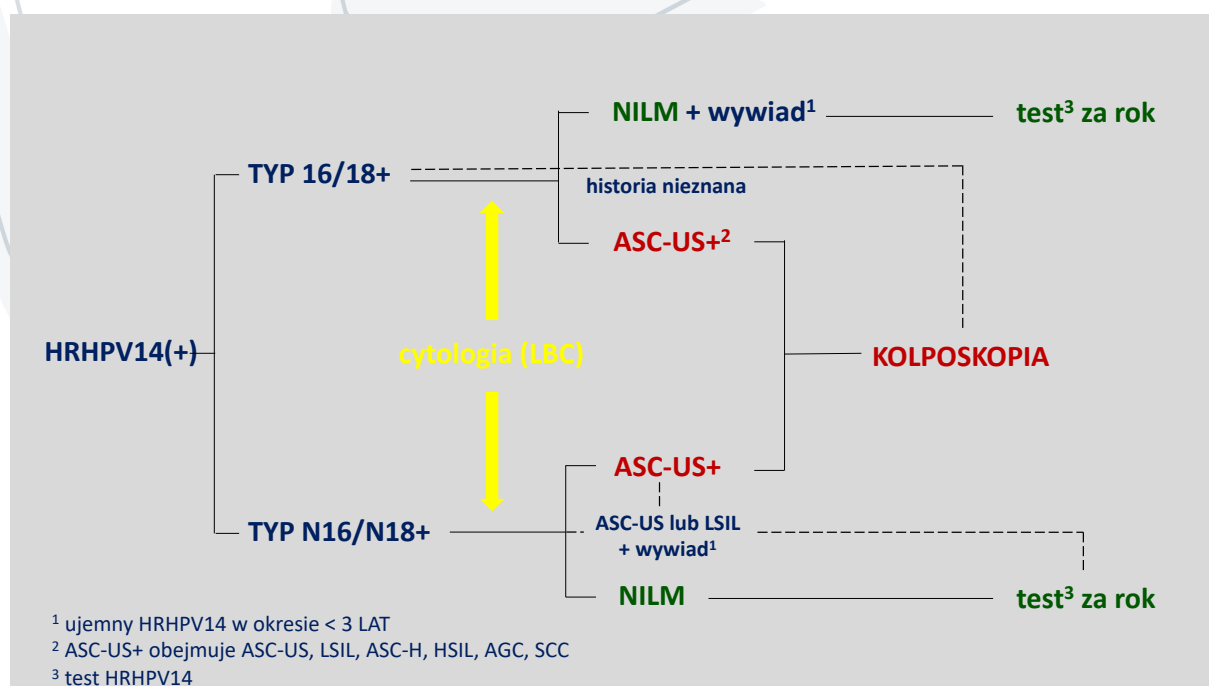 NILM + wywiad¹
test³ za rok
TYP 16/18+
historia nieznana
ASC-US+²
HRHPV14(+)
cytologia (LBC)
KOLPOSKOPIA
ASC-US+
TYP N16/N18+
ASC-US lub LSIL
+ wywiad¹
NILM
test³ za rok
¹ ujemny HRHPV14 w okresie < 3 LAT
² ASC-US+ obejmuje ASC-US, LSIL, ASC-H, HSIL, AGC, SCC
³ test HRHPV14